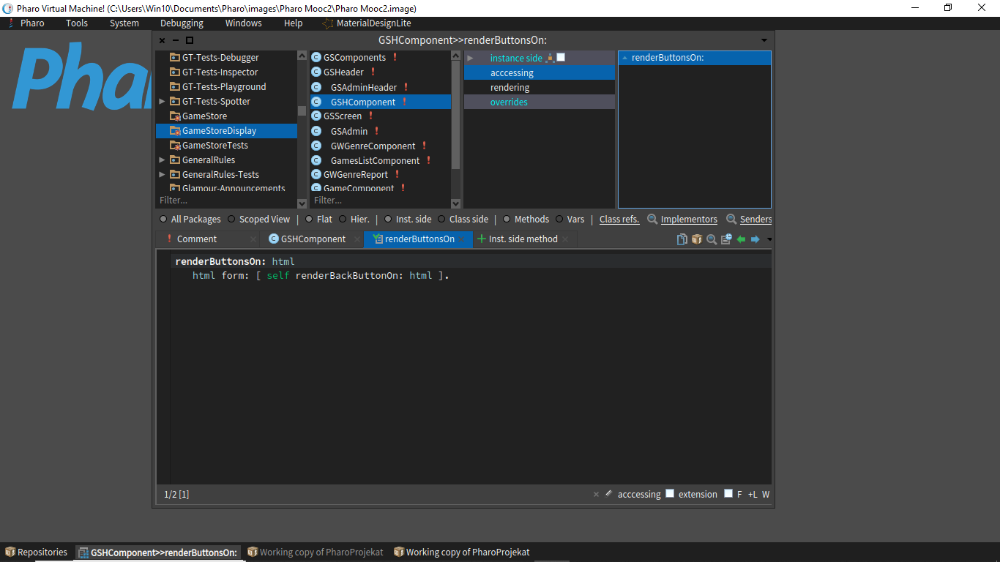 Pharo Virtual Machine! (C:\Users\Win10\Documents\Pharo\images\Pharo Mooc2\Pharo Mooc2.image)
Pharo Tools System Debugging Windows Help MaterialDesignLite
Phar
GSHComponent>>renderButtonsOn:
GT-Tests-Debugger
GT-Tests-Inspector
GT-Tests-Playground
GT-Tests-Spotter
GameStore
GameStoreDisplay
GameStoreTests
GeneralRules
GeneralRules-Tests
Glamour-Announcements
Filter...
GSComponents
GSHeader
GSAdminHeader
GSHComponent
GSScreen
GSAdmin
GWGenreComponent
GamesListComponent
GWGenreReport
GameComponent
Filter...
instance side
acccessing
rendering
overrides
renderButtonsOn:
All Packages Scoped View | Flat Hier. | Inst. side Class side | Methods Vars Class refs. Implementors Senders
Comment GSHComponent renderButtonsOn Inst. side method
renderButtonsOn: html
html form: [ self renderBackButtonOn: html ].
1/2 [1] acccessing extension F +L W
Repositories GSHComponent>>renderButtonsOn: Working copy of PharoProjekat Working copy of PharoProjekat